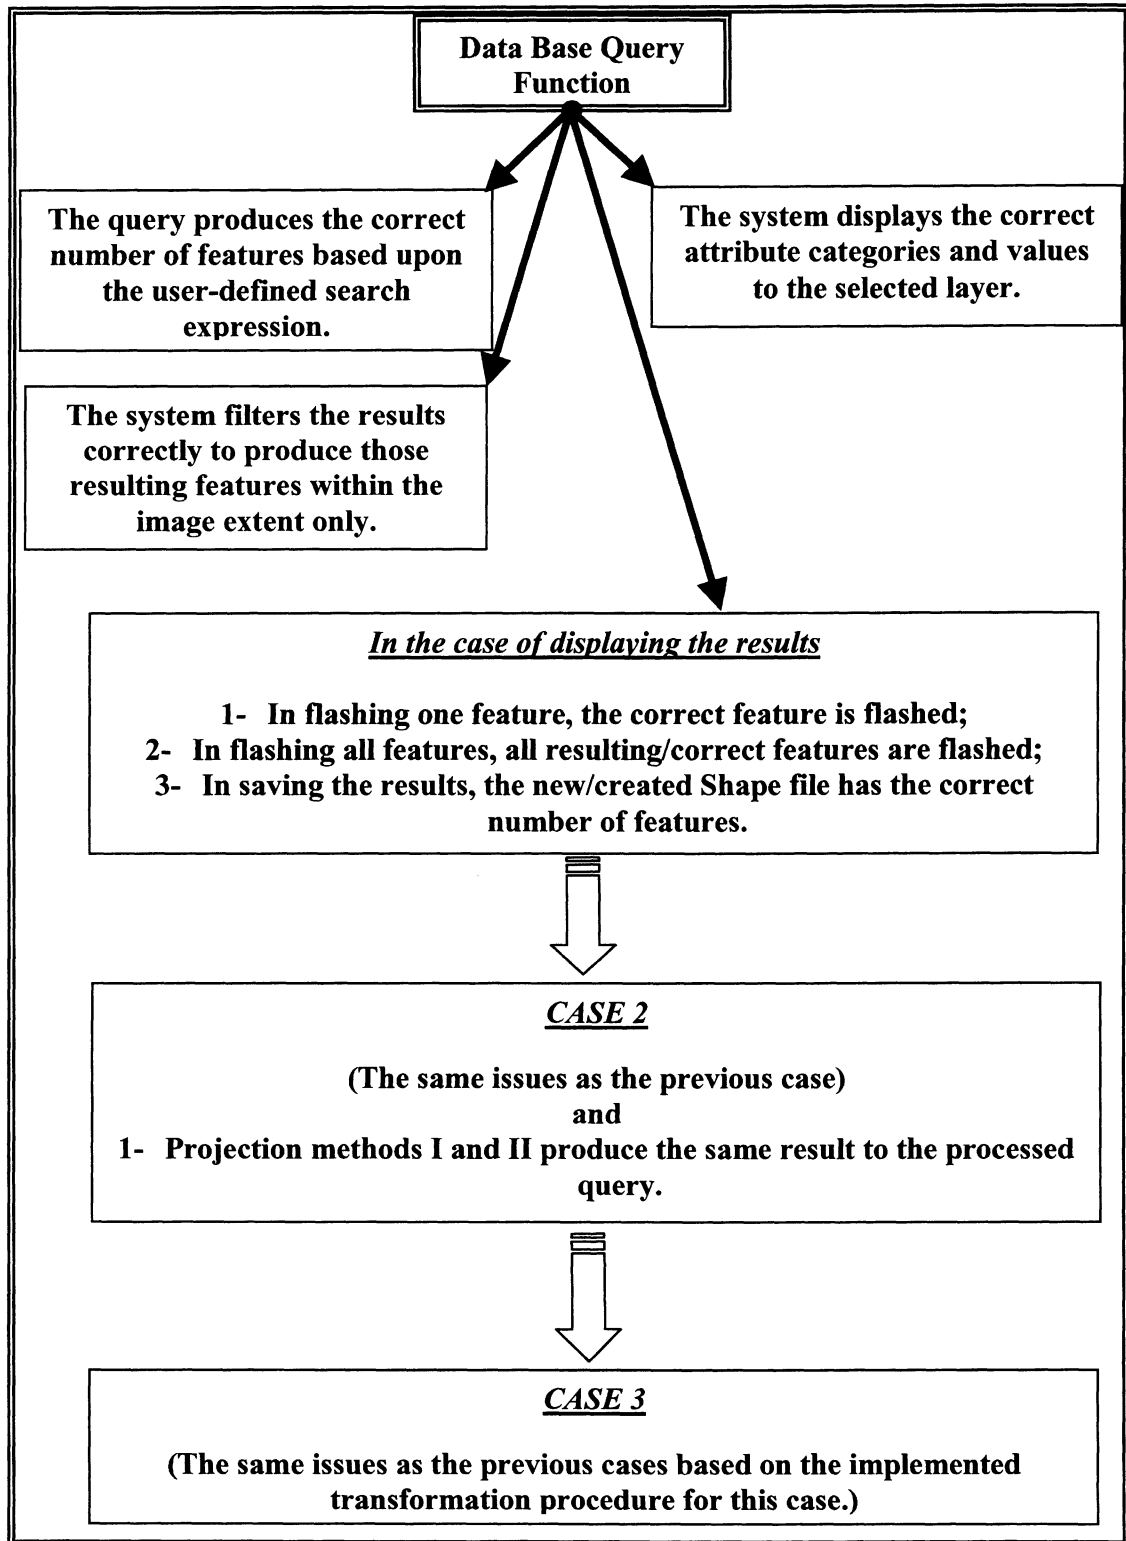 Data Base Query
Function
The query produces the correct
number of features based upon
the user-defined search
expression.
The system displays the correct
attribute categories and values
to the selected layer.
The system filters the results
correctly to produce those
resulting features within the
image extent only.
In the case of displaying the results
1- In flashing one feature, the correct feature is flashed;
2- In flashing all features, all resulting/correct features are flashed;
3- In saving the results, the new/created Shape file has the correct
number of features.
CASE 2
(The same issues as the previous case)
and
1- Projection methods I and II produce the same result to the processed
query.
CASE 3
(The same issues as the previous cases based on the implemented
transformation procedure for this case.)